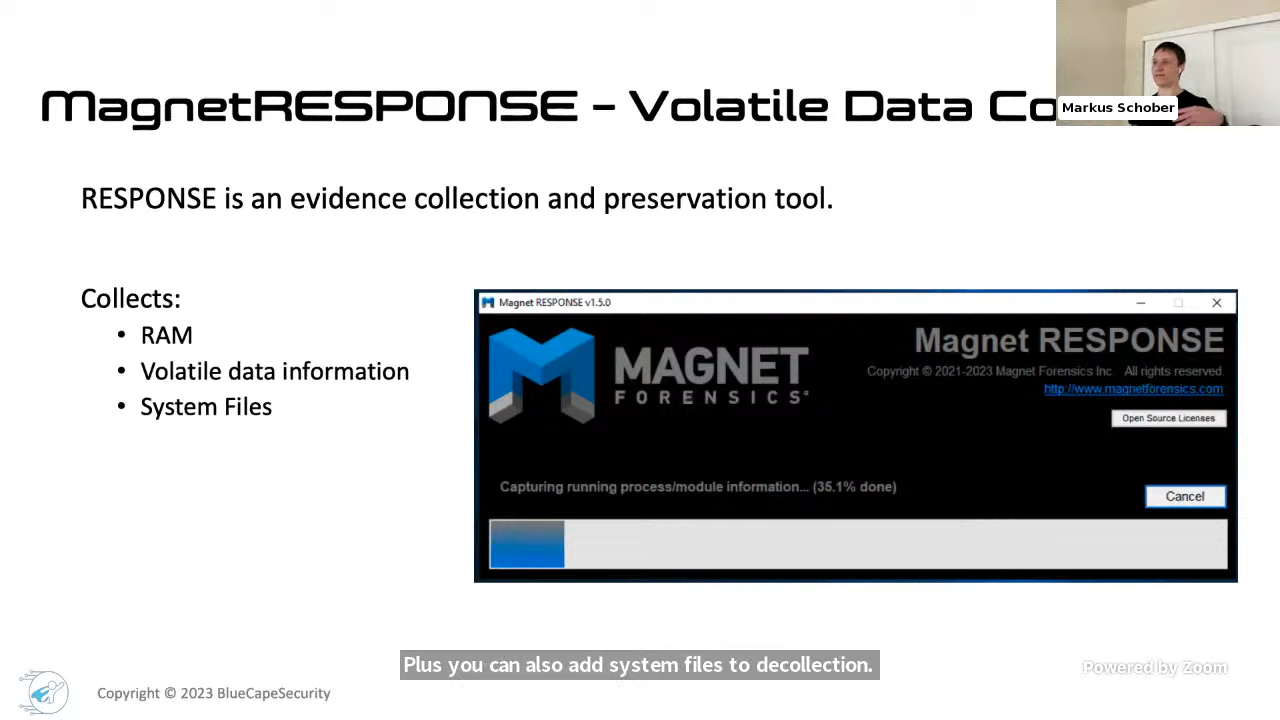 MagnetRESPONSE – Volatile Data Co
Markus Schober
RESPONSE is an evidence collection and preservation tool.
Collects:
• RAM
• Volatile data information
• System Files
Magnet RESPONSE v1.5.0
MAGNET
FORENSICS
Magnet RESPONSE
Copyright © 2021-2023 Magnet Forensics Inc. All rights reserved.
http://www.magnetforensics.com
Open Source Licenses
Capturing running process/module information... (35.1% done)
Cancel
Plus you can also add system files to decollection.
Powered by Zoom
Copyright © 2023 BlueCapeSecurity